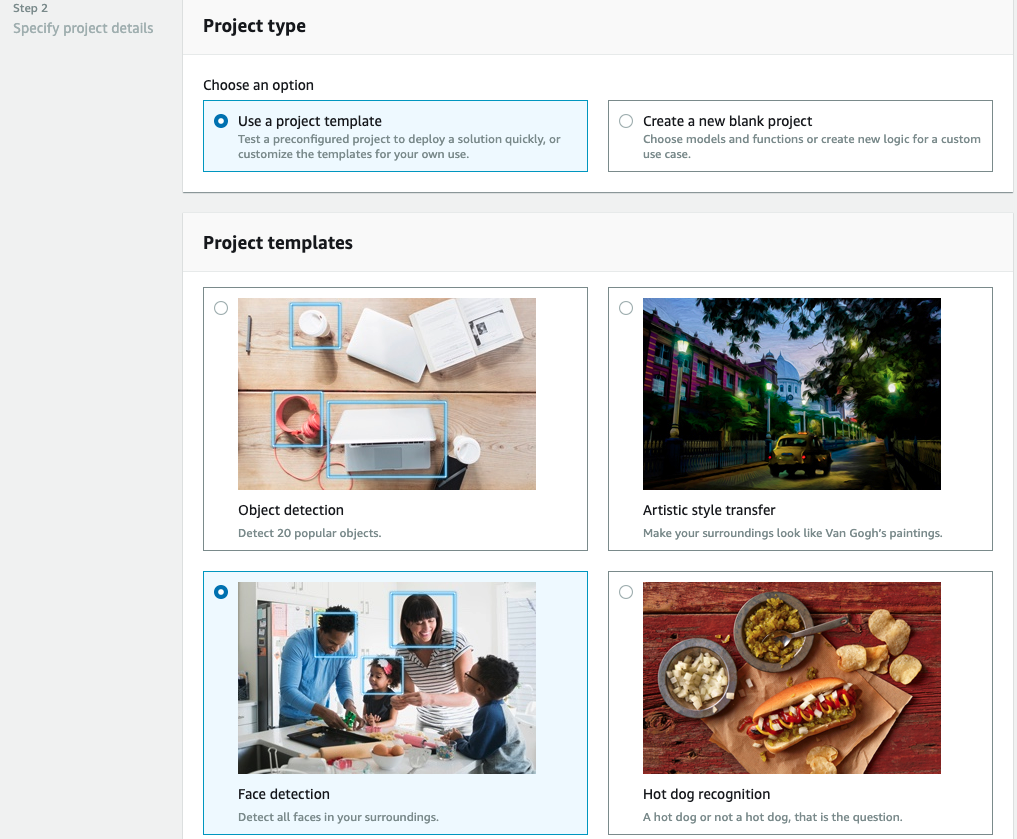 Step 2
Specify project details
Project type
Choose an option
Use a project template
Test a preconfigured project to deploy a solution quickly, or
customize the templates for your own use.
Create a new blank project
Choose models and functions or create new logic for a custom
use case.
Project templates
Object detection
Detect 20 popular objects.
Artistic style transfer
Make your surroundings look like Van Gogh's paintings.
Face detection
Detect all faces in your surroundings.
Hot dog recognition
A hot dog or not a hot dog, that is the question.